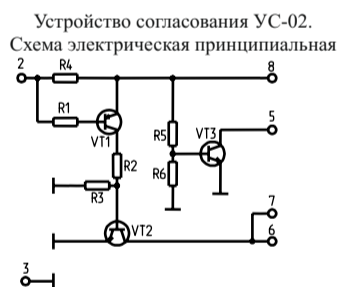 Устройство согласования УС-02.
Схема электрическая принципиальная
2 R4 8
R1 5
VT1 R5 VT3
R2 R6
R3 7
VT2 6
3